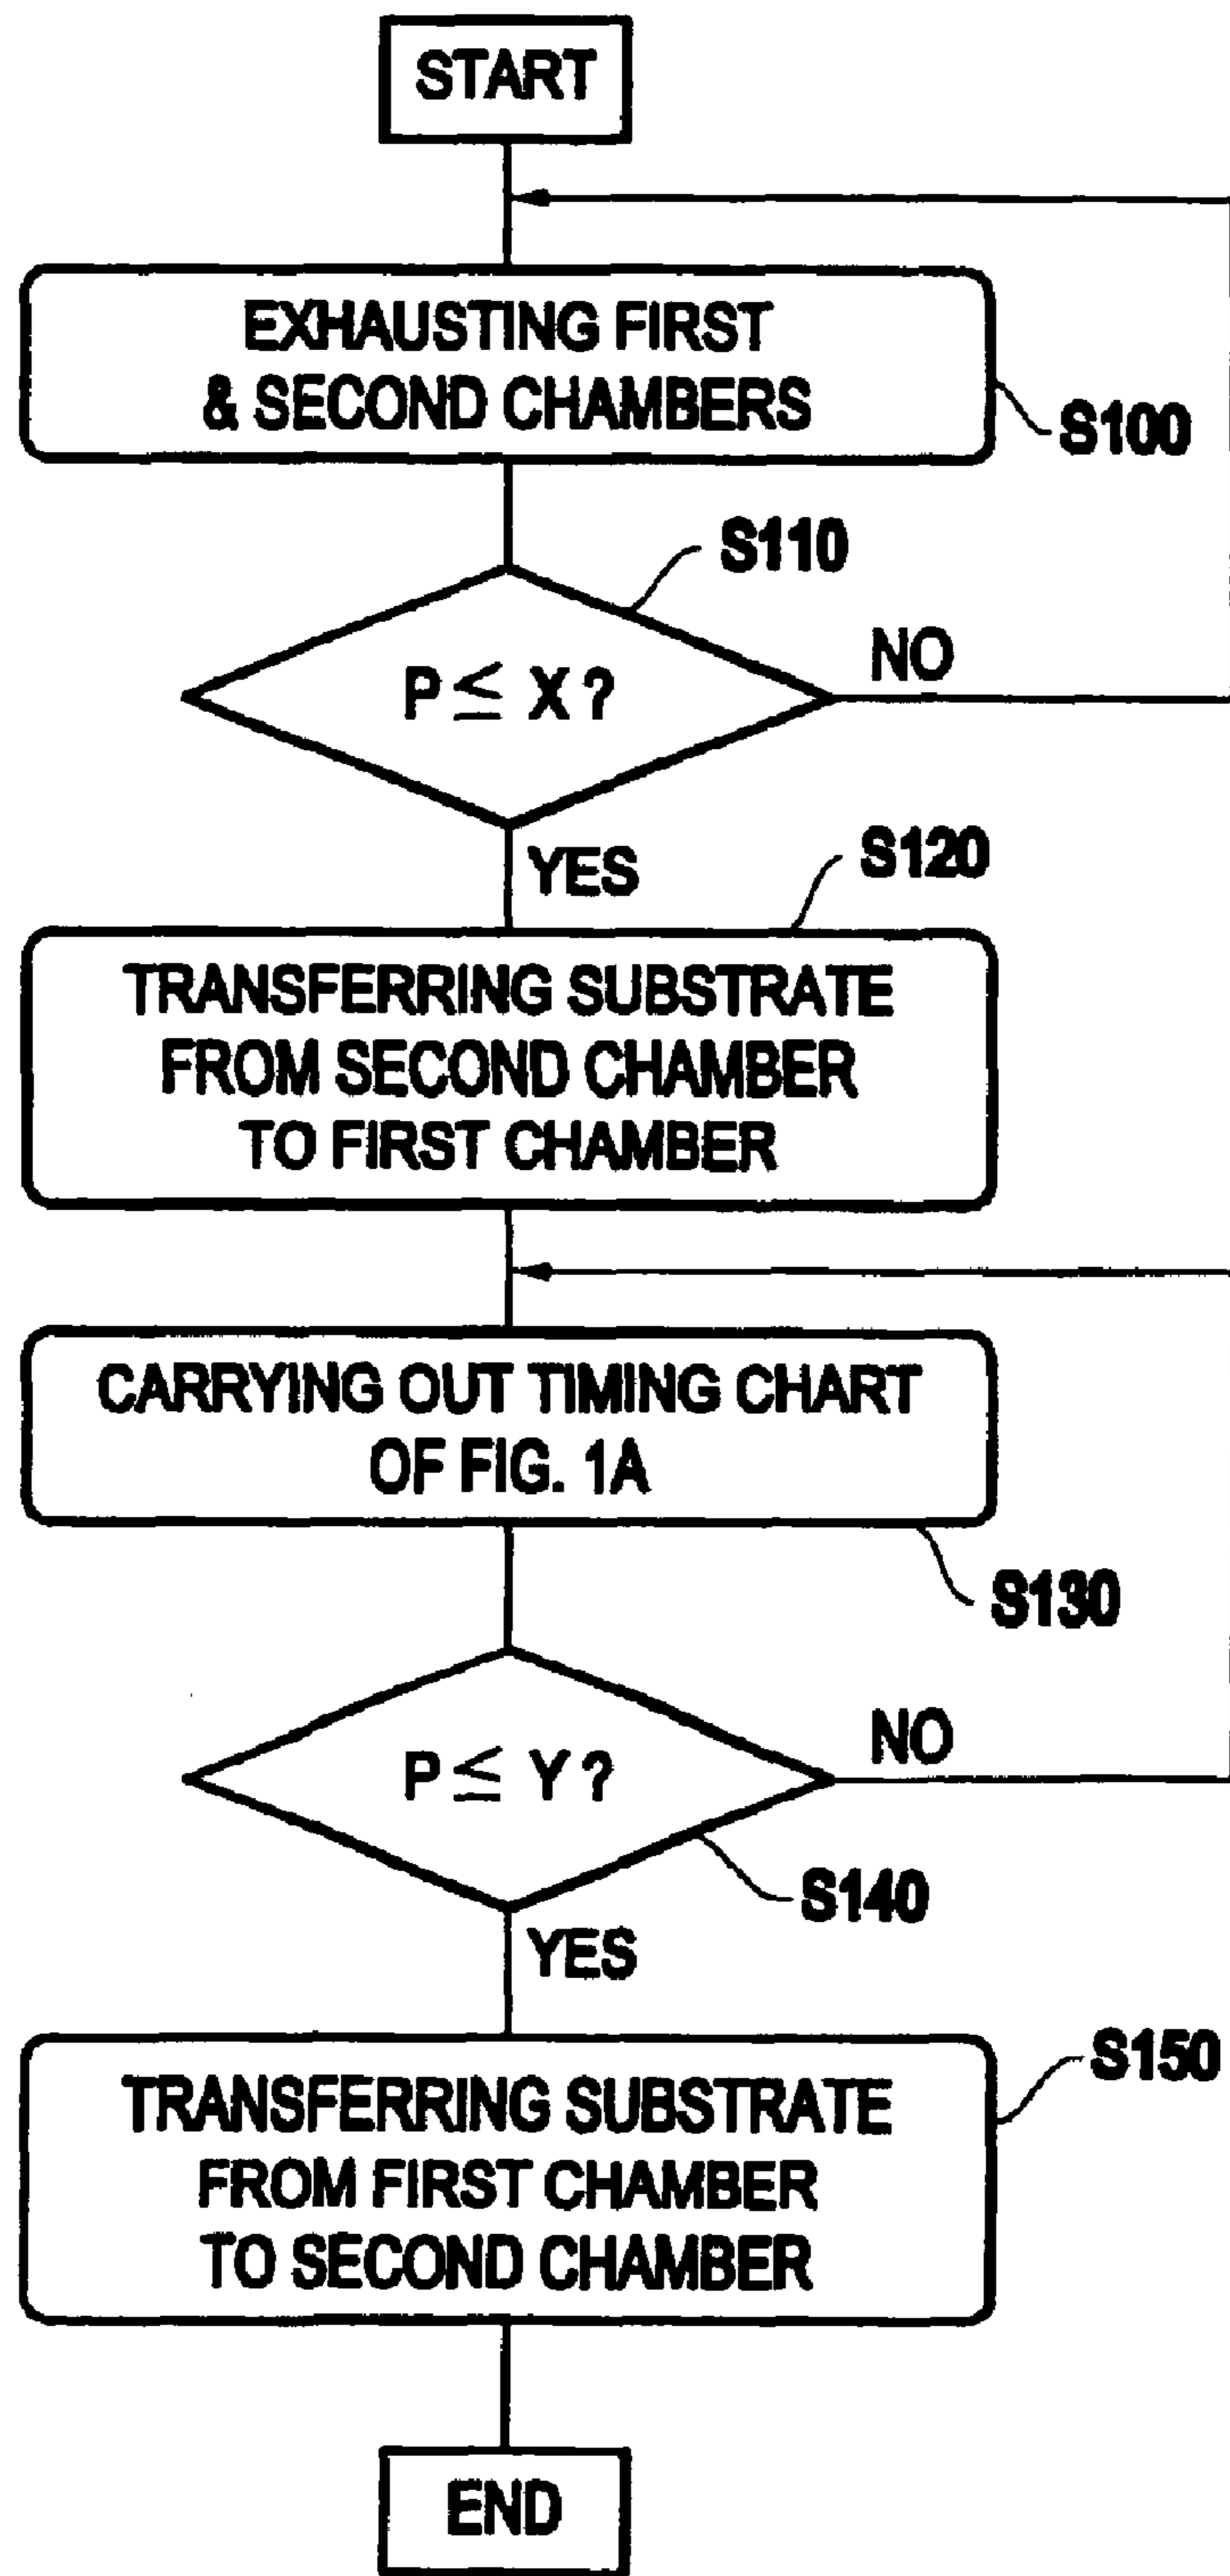 START
EXHAUSTING FIRST
& SECOND CHAMBERS
S100
S110
P ≦ X ?
NO
YES
S120
TRANSFERRING SUBSTRATE
FROM SECOND CHAMBER
TO FIRST CHAMBER
CARRYING OUT TIMING CHART
OF FIG. 1A
S130
P ≦ Y ?
NO
S140
YES
S150
TRANSFERRING SUBSTRATE
FROM FIRST CHAMBER
TO SECOND CHAMBER
END